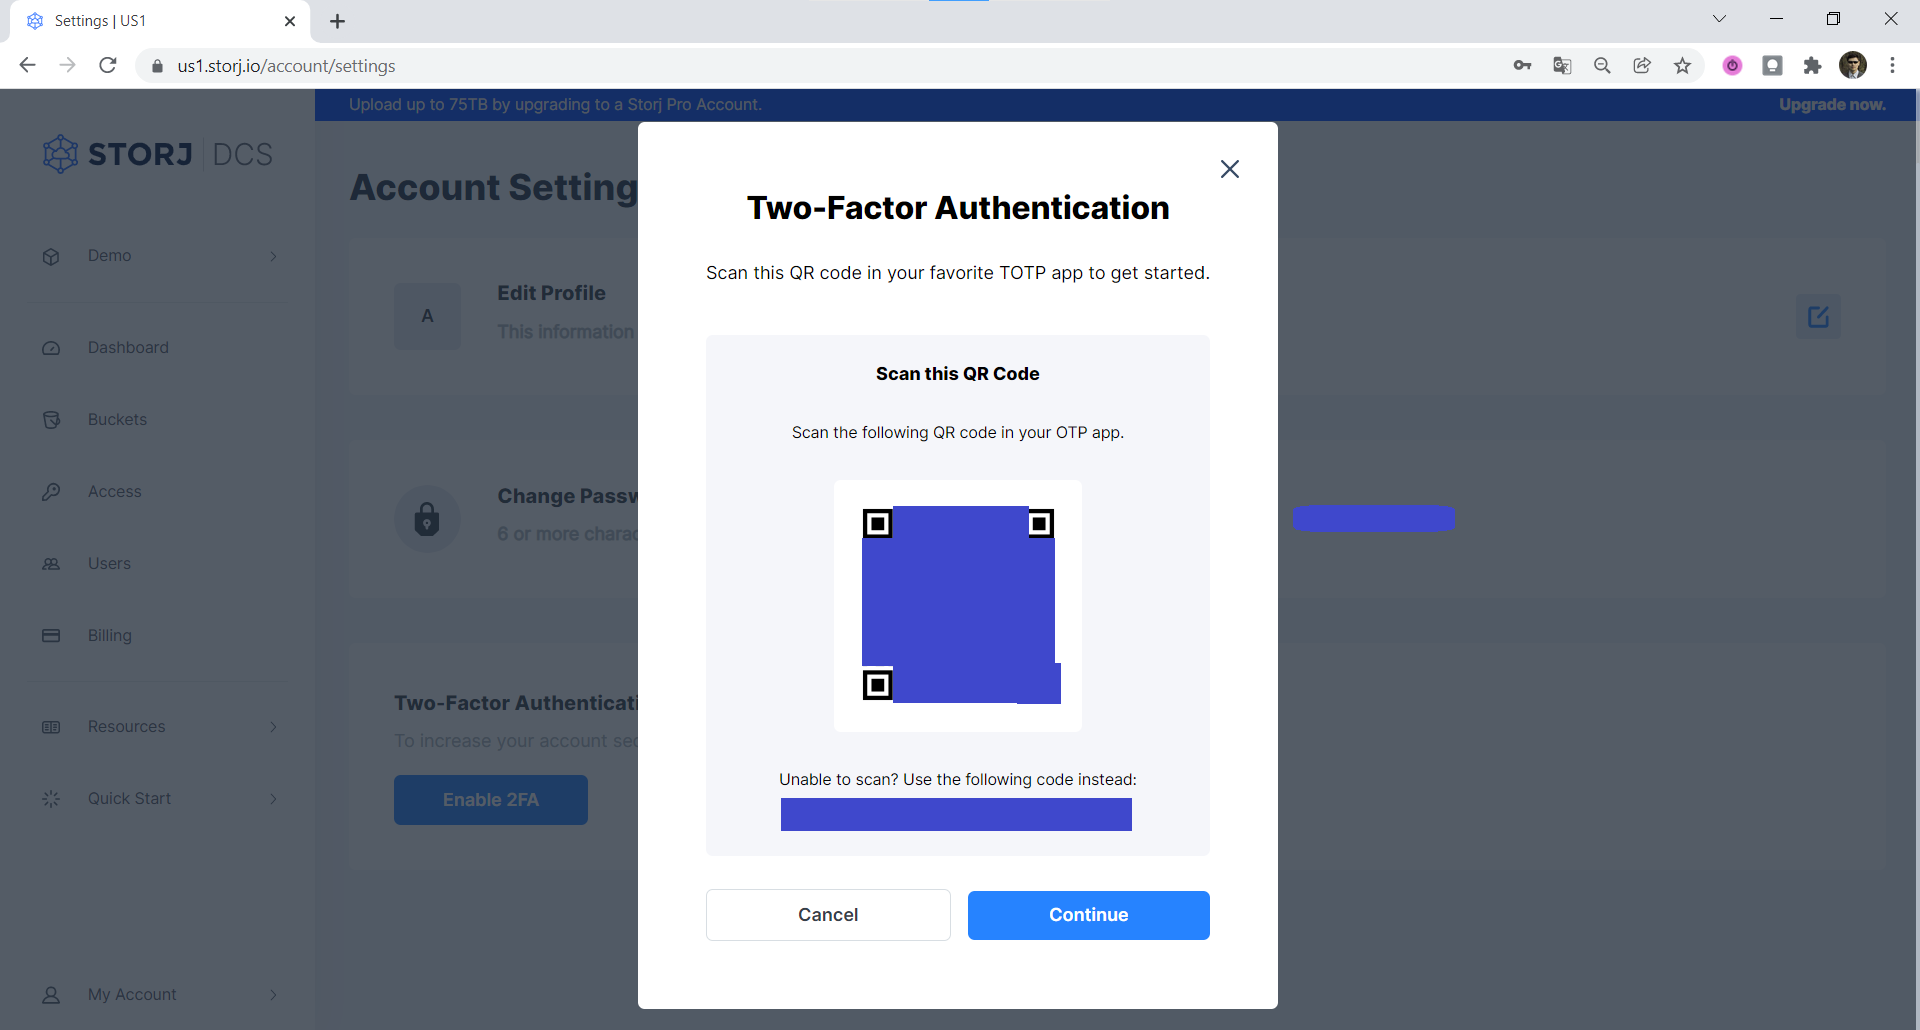 Settings | US1
us1.storj.io/account/settings
Upload up to 75TB by upgrading to a Storj Pro Account.
Upgrade now.
STORJ DCS
Demo
Dashboard
Buckets
Access
Users
Billing
Resources
Quick Start
My Account
Account Setting
A
Edit Profile
This information
Change Passw
6 or more charac
Two-Factor Authenticati
To increase your account sec
Enable 2FA
Two-Factor Authentication
Scan this QR code in your favorite TOTP app to get started.
Scan this QR Code
Scan the following QR code in your OTP app.
Unable to scan? Use the following code instead:
Cancel
Continue